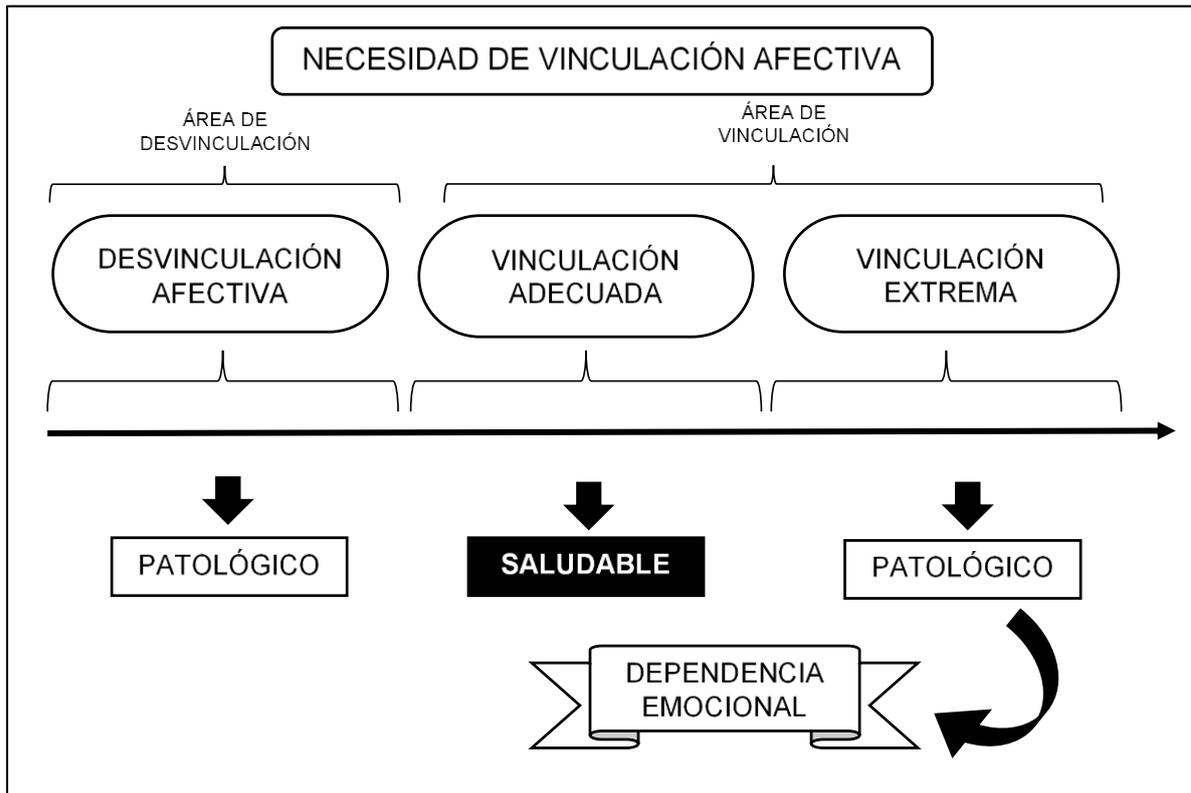 NECESIDAD DE VINCULACIÓN AFECTIVA
ÁREA DE
DESVINCULACIÓN
ÁREA DE
VINCULACIÓN
DESVINCULACIÓN
AFECTIVA
VINCULACIÓN
ADECUADA
VINCULACIÓN
EXTREMA
PATOLÓGICO
SALUDABLE
PATOLÓGICO
DEPENDENCIA
EMOCIONAL